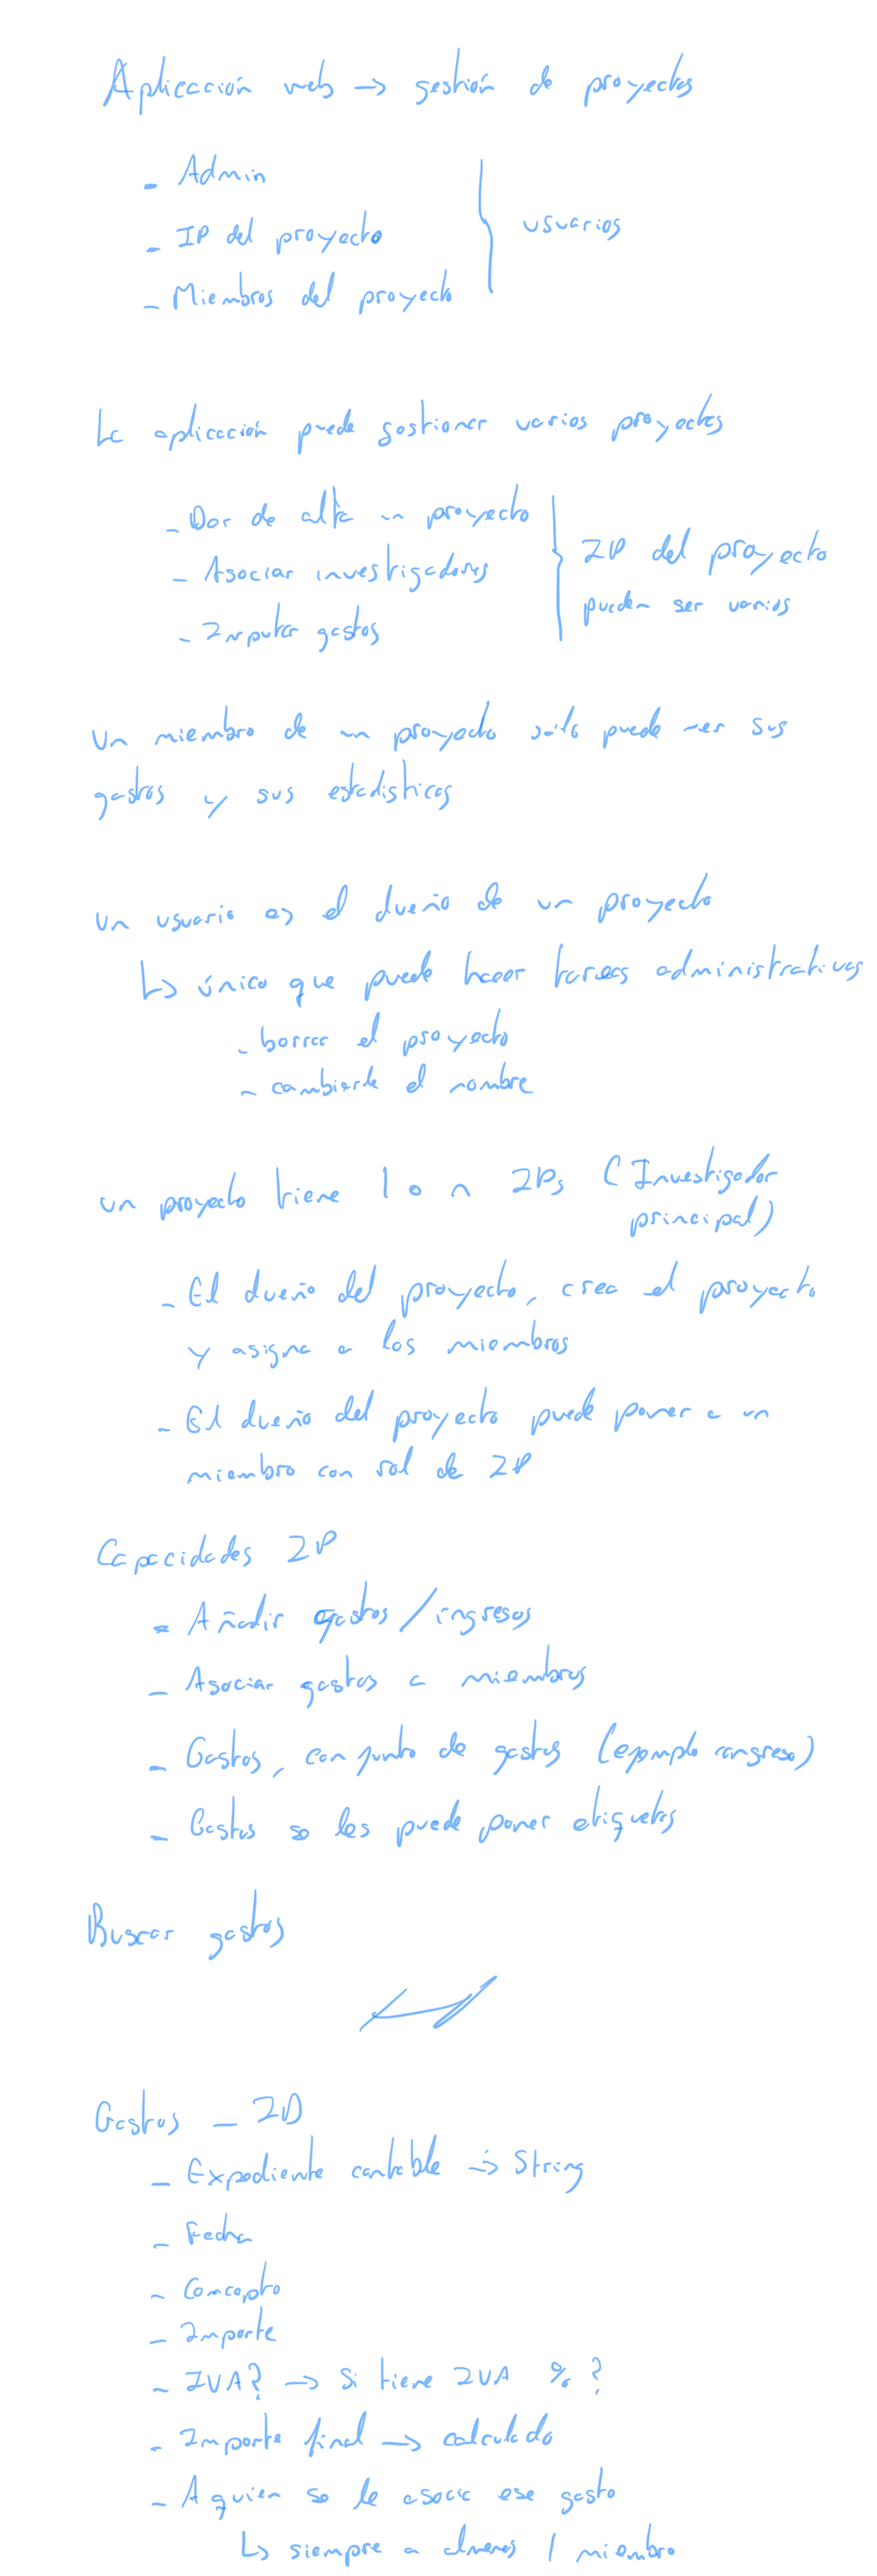 Aplicación web → gestión de proyectos
- Admin
- IP del proyecto
- Miembros del proyecto
usuarios
La aplicación puede gestionar varios proyectos
- Dar de alta un proyecto
- Asociar investigadores
- Imputar gastos
IP del proyecto
pueden ser varios
Un miembro de un proyecto sólo puede ver sus
gastos y sus estadísticas
Un usuario es el dueño de un proyecto
↳ único que puede hacer tareas administrativas
- borrar el proyecto
- cambiarle el nombre
Un proyecto tiene 1 o n IPs (Investigador
principal)
- El dueño del proyecto, crea el proyecto
y asigna a los miembros
- El dueño del proyecto puede poner a un
miembro con rol de IP
Capacidades IP
- Añadir gastos/ingresos
- Asociar gastos a miembros
- Gastos, conjunto de gastos (ejemplo congreso)
- Gastos se les puede poner etiquetas
Buscar gastos
Gastos - ID
- Expediente contable → String
- Fecha
- Concepto
- Importe
- IVA? → Si tiene IVA % ?
- Importe final → calculado
- A quien se le asocia ese gasto
↳ siempre a almenos 1 miembro